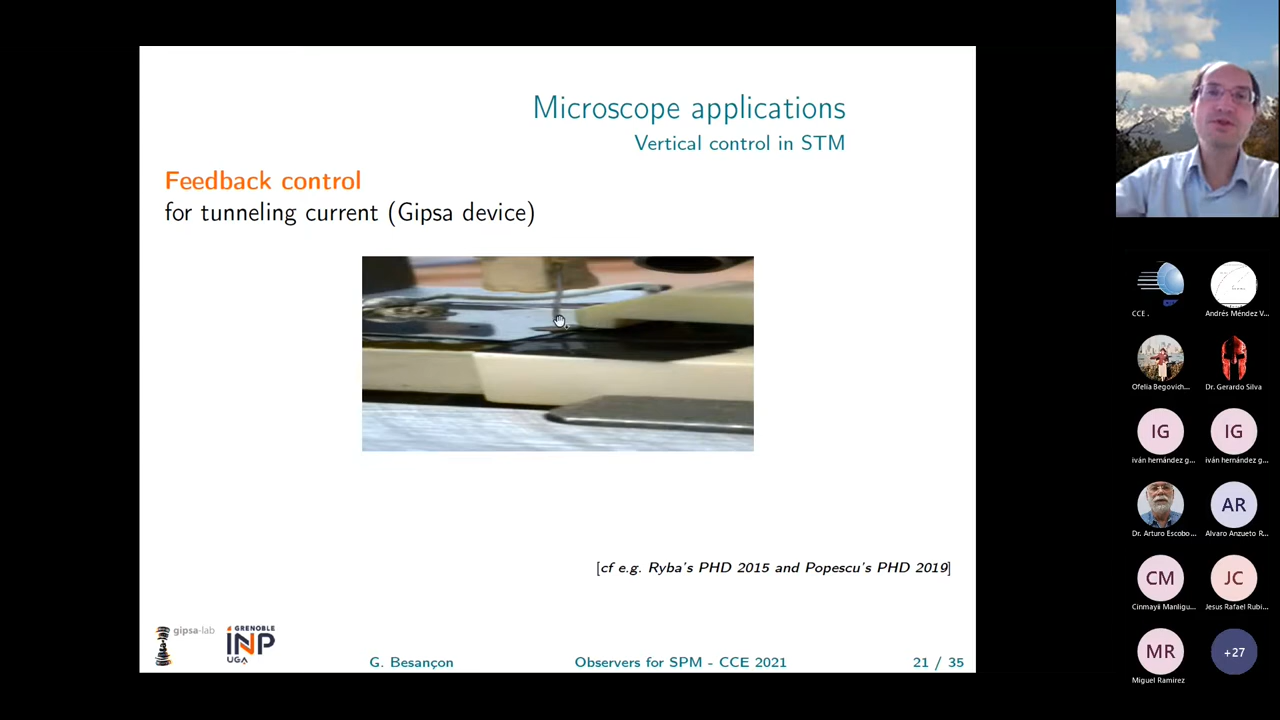 Microscope applications
Vertical control in STM
Feedback control
for tunneling current (Gipsa device)
[cf e.g. Ryba's PHD 2015 and Popescu's PHD 2019]
gipsa-lab
GRENOBLE
INP
UGA
G. Besançon
Observers for SPM - CCE 2021
21 / 35
CCE .
Andrés Méndez V...
Ofelia Begovich...
Dr. Gerardo Silva
IG
IG
iván hernández g...
iván hernández g...
AR
Dr. Arturo Escobo...
Alvaro Anzueto R...
CM
JC
Cinmayii Manligu...
Jesus Rafael Rubi...
MR
+27
Miguel Ramirez